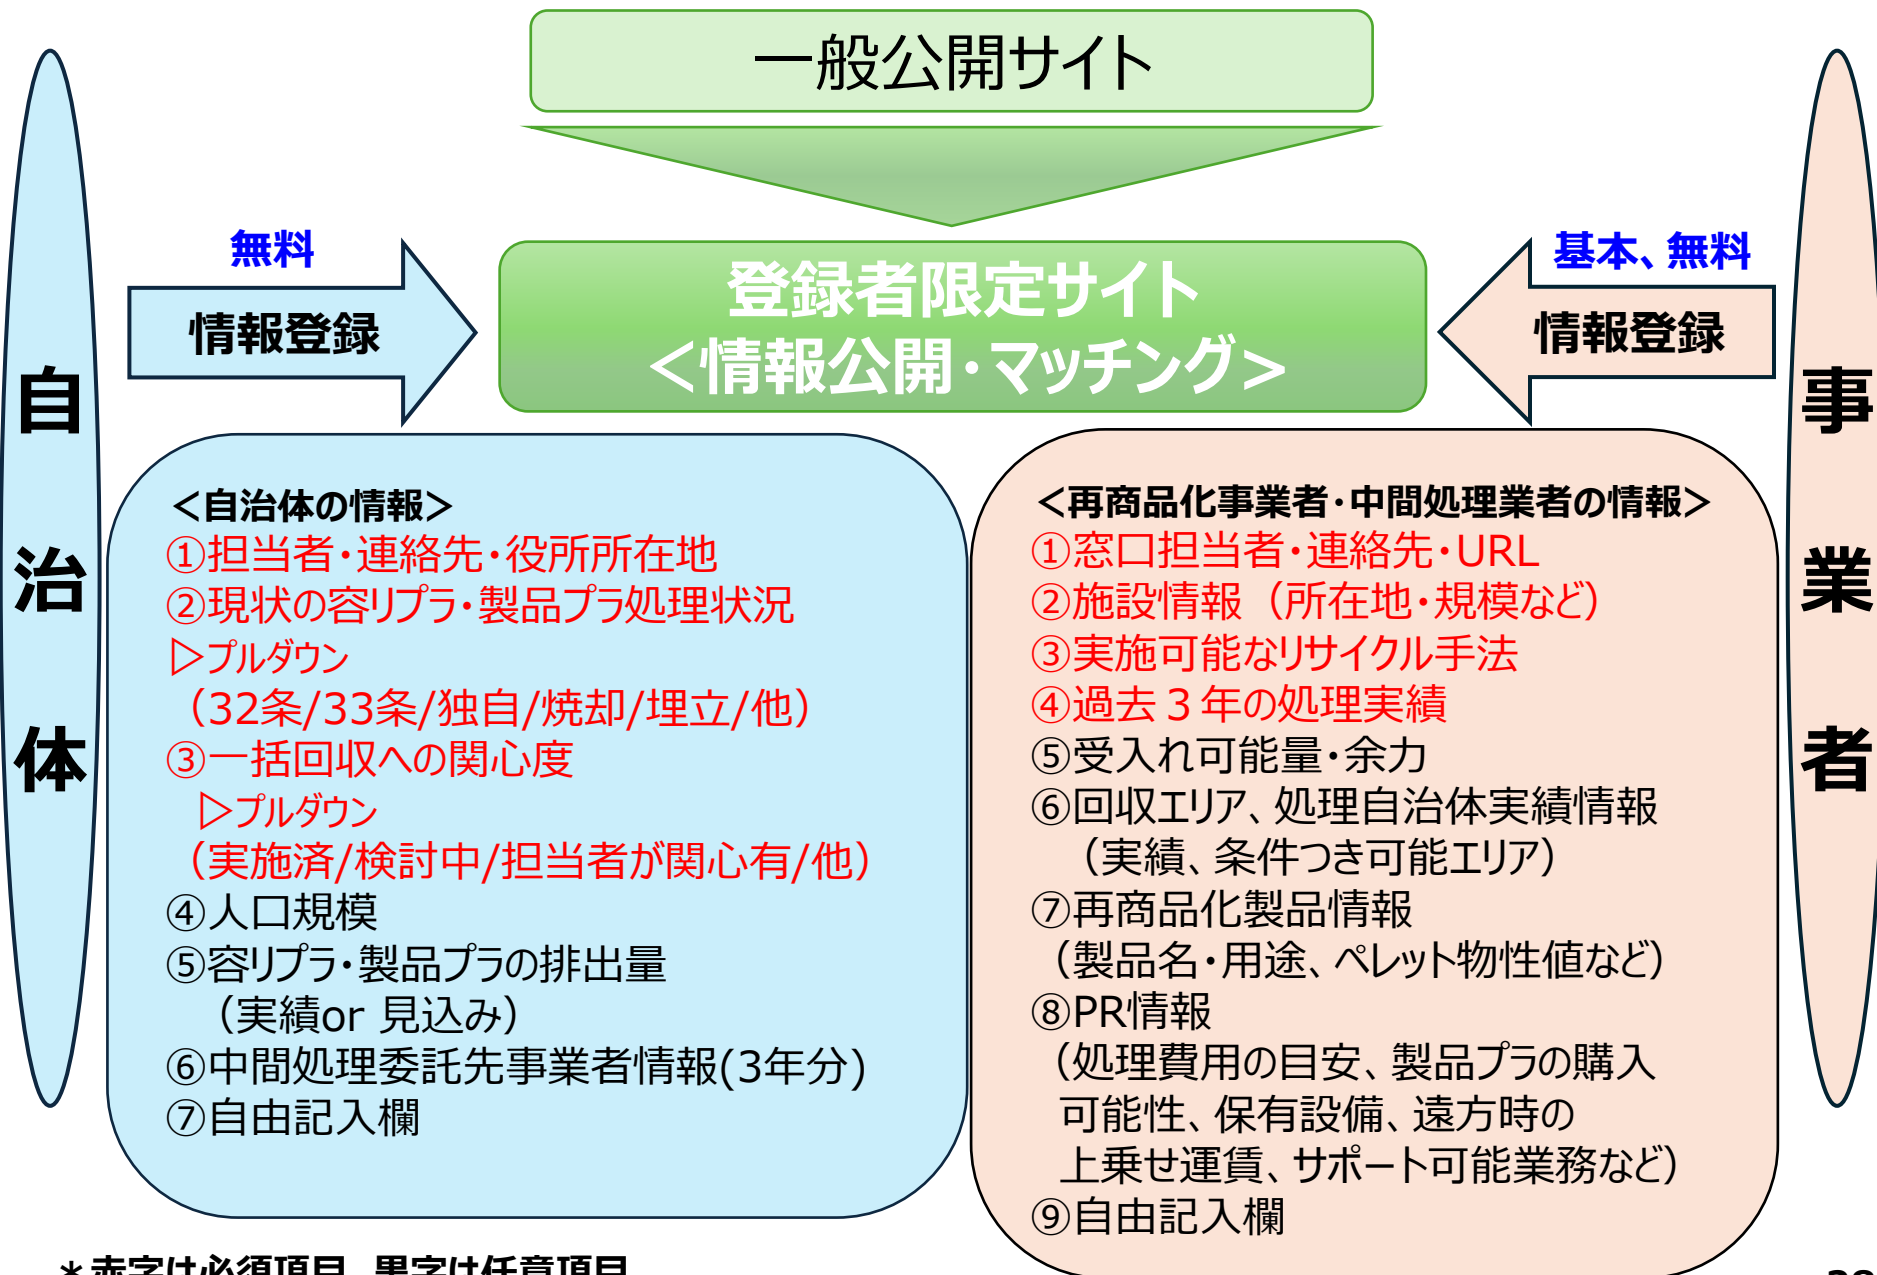 一般公開サイト
無料
情報登録
登録者限定サイト
＜情報公開・マッチング＞
基本、無料
情報登録
自治体
事業者
＜自治体の情報＞
①担当者・連絡先・役所所在地
②現状の容リプラ・製品プラ処理状況
▷プルダウン
（32条/33条/独自/焼却/埋立/他）
③一括回収への関心度
▷プルダウン
（実施済/検討中/担当者が関心有/他）
④人口規模
⑤容リプラ・製品プラの排出量
（実績or 見込み）
⑥中間処理委託先事業者情報(3年分)
⑦自由記入欄
＜再商品化事業者・中間処理業者の情報＞
①窓口担当者・連絡先・URL
②施設情報（所在地・規模など）
③実施可能なリサイクル手法
④過去３年の処理実績
⑤受入れ可能量・余力
⑥回収エリア、処理自治体実績情報
（実績、条件つき可能エリア）
⑦再商品化製品情報
（製品名・用途、ペレット物性値など）
⑧PR情報
（処理費用の目安、製品プラの購入
可能性、保有設備、遠方時の
上乗せ運賃、サポート可能業務など）
⑨自由記入欄
＊赤字は必須項目、黒字は任意項目